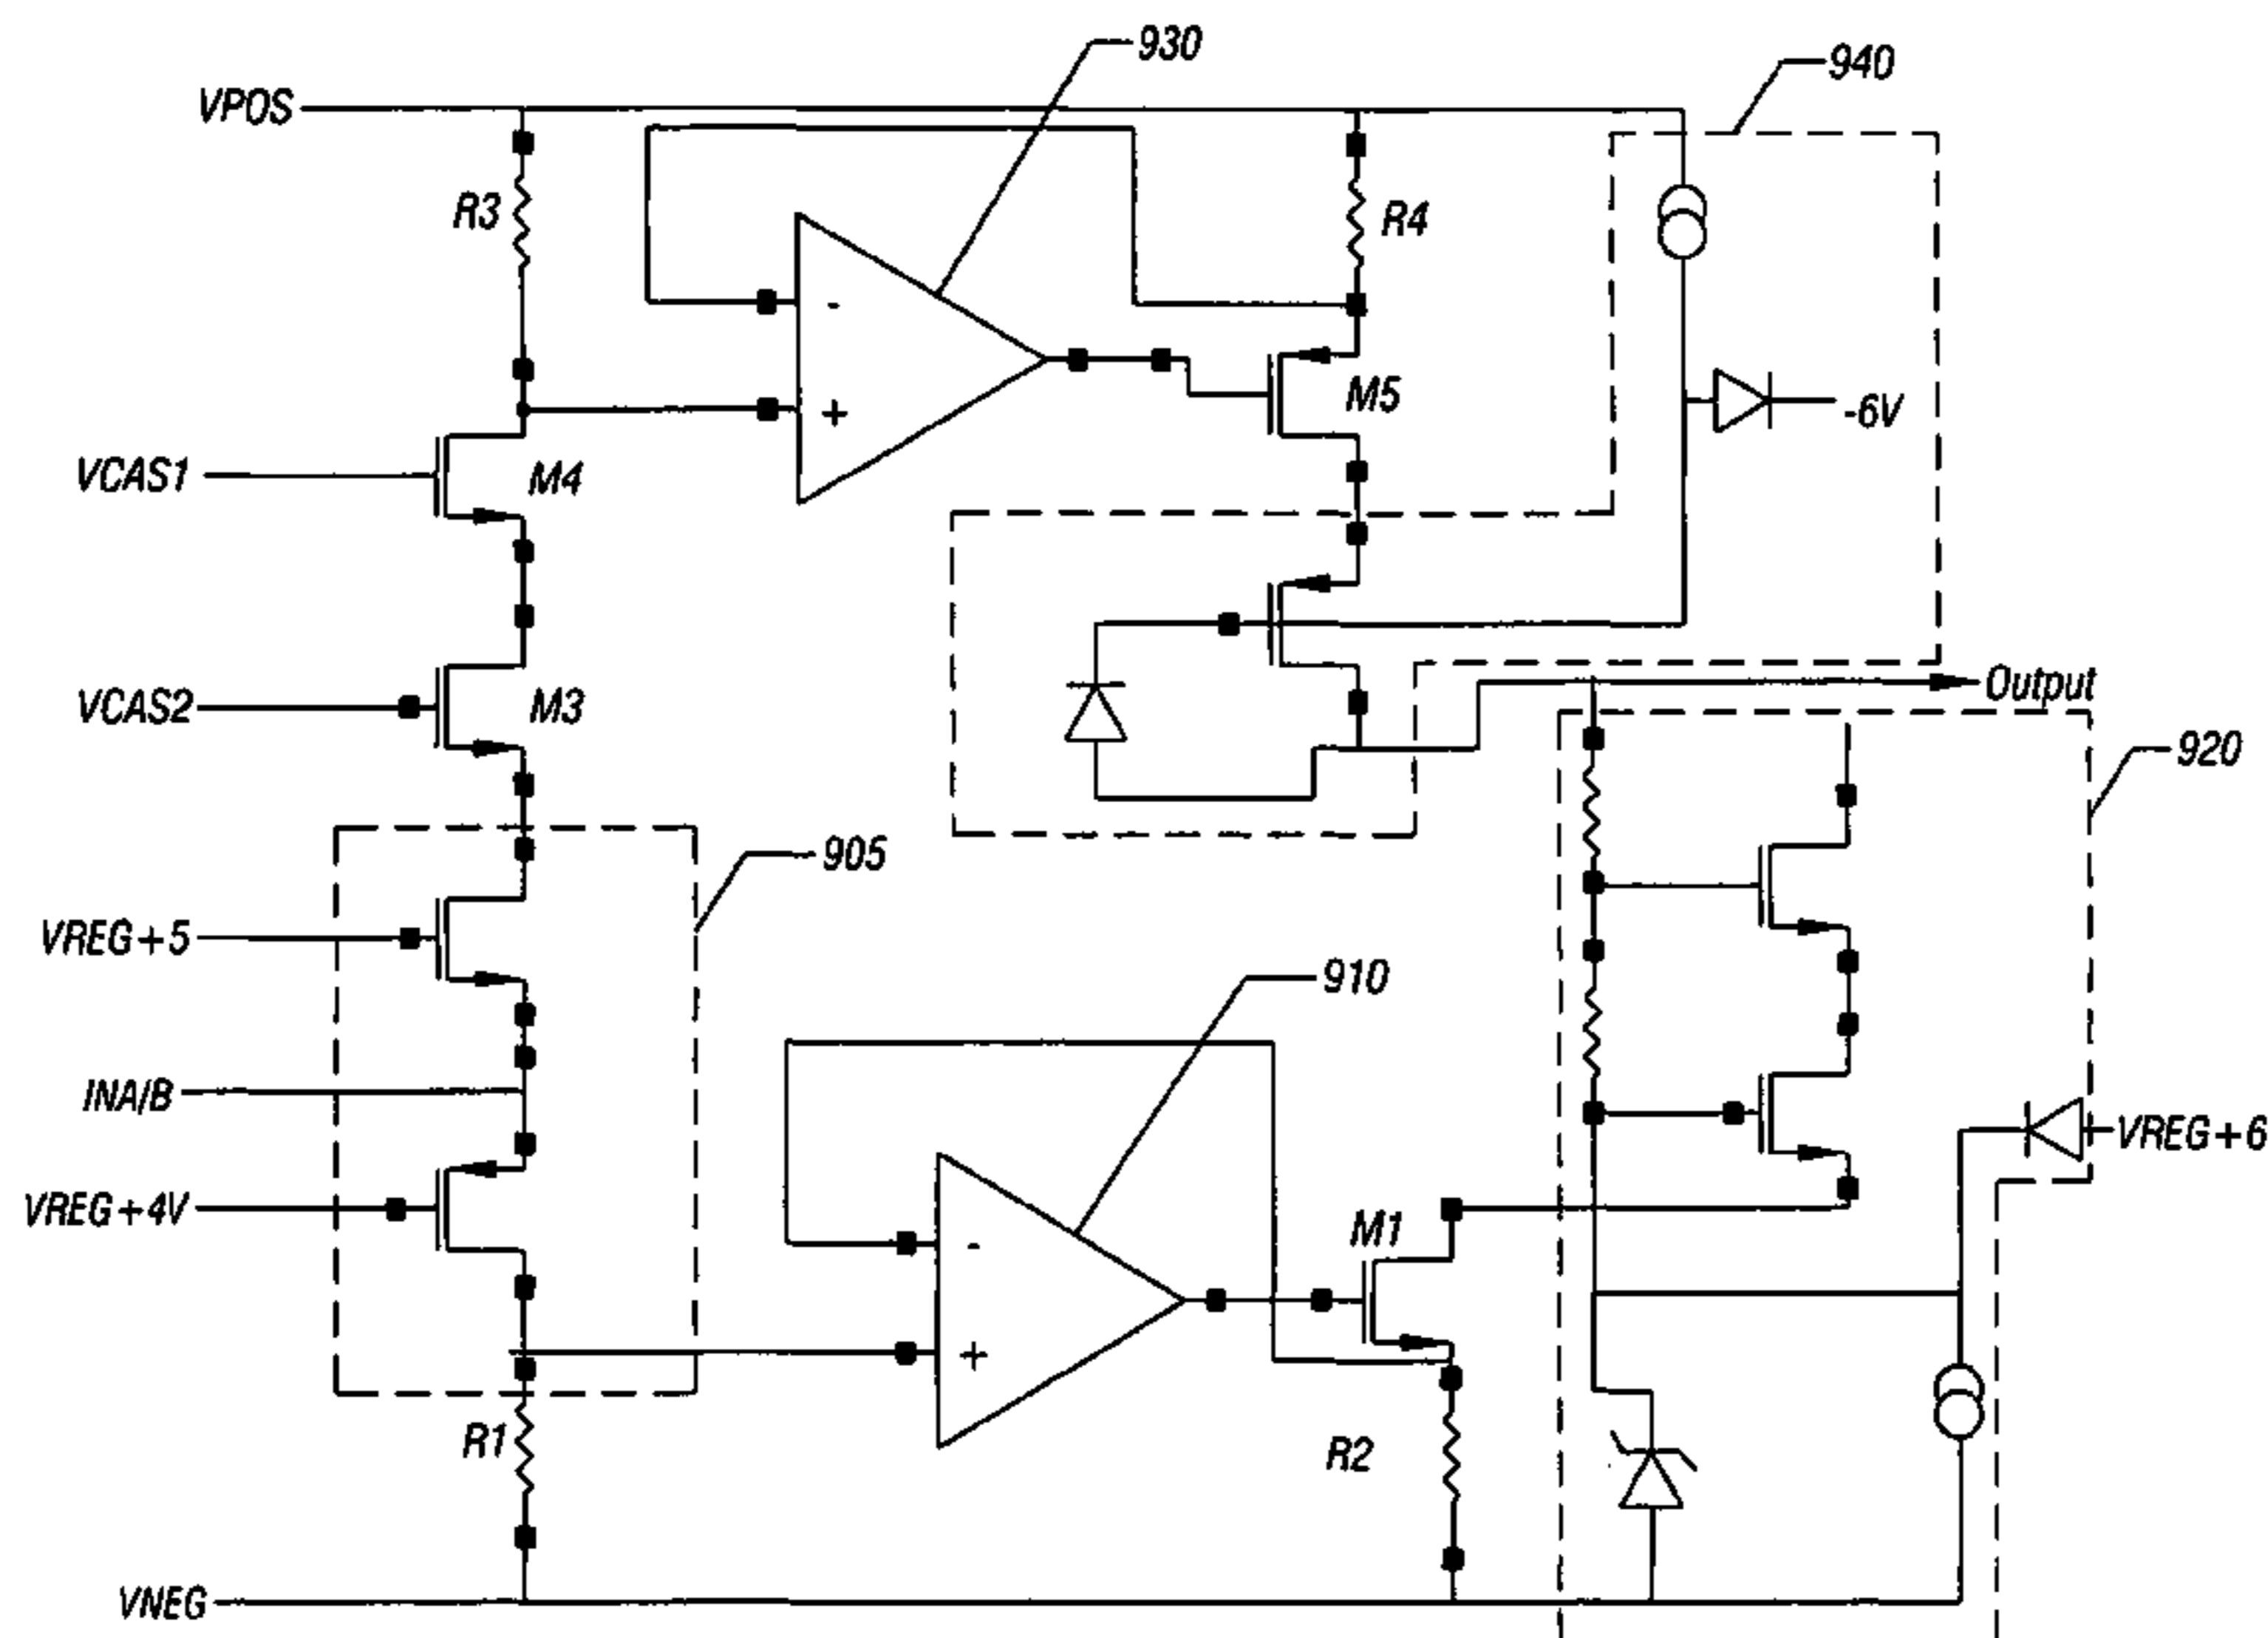 930
940
VPOS
R3
R4
-
+
M5
-6V
VCAS1
M4
VCAS2
M3
Output
920
905
VREG+5
910
INA/B
VREG+6
VREG+4V
-
+
M1
R1
R2
VNEG